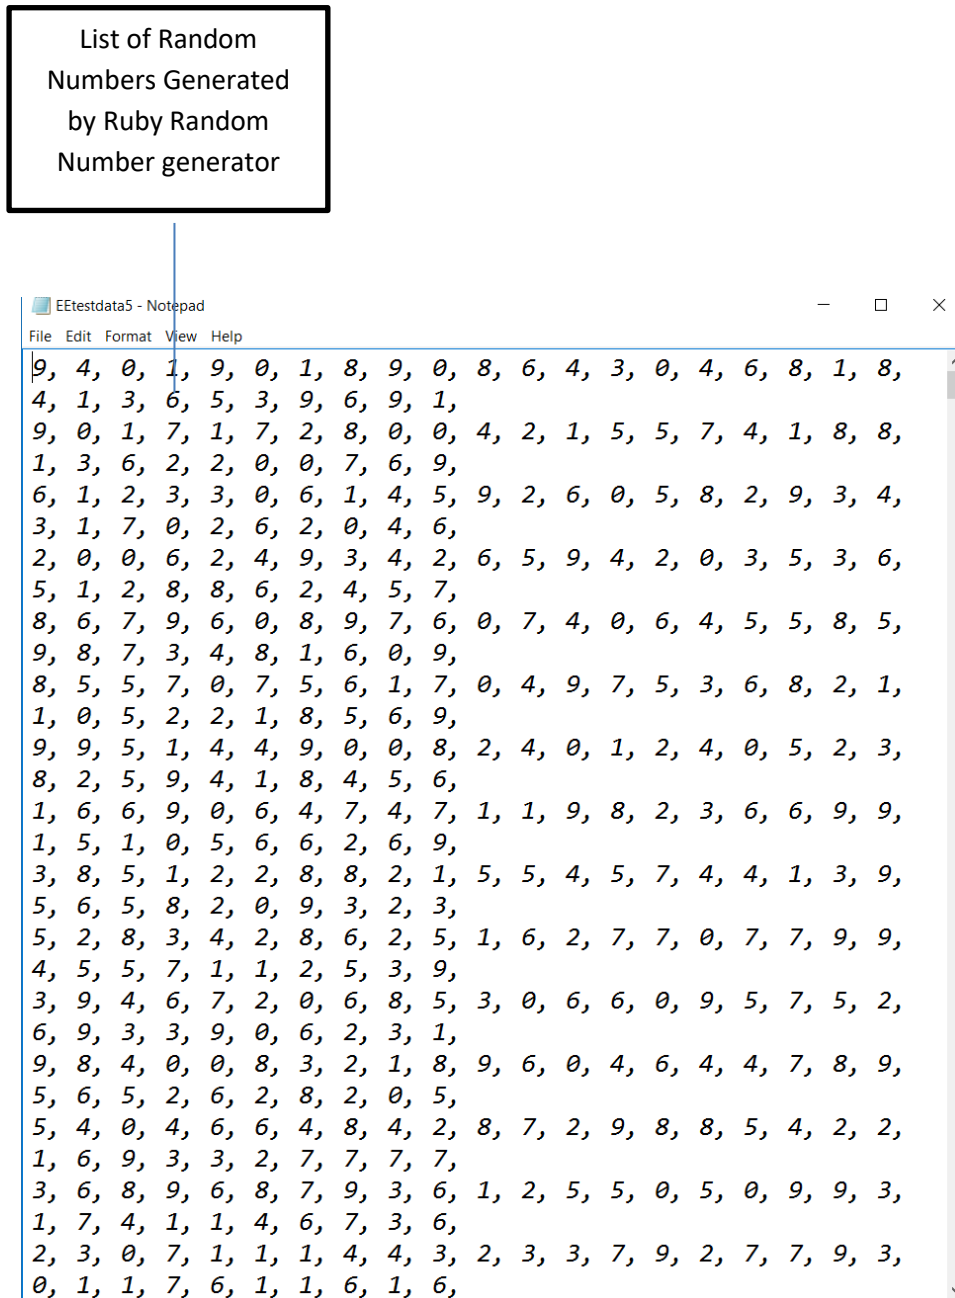 List of Random
Numbers Generated
by Ruby Random
Number generator
EEtestdata5 - Notepad
File Edit Format View Help
9, 4, 0, 1, 9, 0, 1, 8, 9, 0, 8, 6, 4, 3, 0, 4, 6, 8, 1, 8,
4, 1, 3, 6, 5, 3, 9, 6, 9, 1,
9, 0, 1, 7, 1, 7, 2, 8, 0, 0, 4, 2, 1, 5, 5, 7, 4, 1, 8, 8,
1, 3, 6, 2, 2, 0, 0, 7, 6, 9,
6, 1, 2, 3, 3, 0, 6, 1, 4, 5, 9, 2, 6, 0, 5, 8, 2, 9, 3, 4,
3, 1, 7, 0, 2, 6, 2, 0, 4, 6,
2, 0, 0, 6, 2, 4, 9, 3, 4, 2, 6, 5, 9, 4, 2, 0, 3, 5, 3, 6,
5, 1, 2, 8, 8, 6, 2, 4, 5, 7,
8, 6, 7, 9, 6, 0, 8, 9, 7, 6, 0, 7, 4, 0, 6, 4, 5, 5, 8, 5,
9, 8, 7, 3, 4, 8, 1, 6, 0, 9,
8, 5, 5, 7, 0, 7, 5, 6, 1, 7, 0, 4, 9, 7, 5, 3, 6, 8, 2, 1,
1, 0, 5, 2, 2, 1, 8, 5, 6, 9,
9, 9, 5, 1, 4, 4, 9, 0, 0, 8, 2, 4, 0, 1, 2, 4, 0, 5, 2, 3,
8, 2, 5, 9, 4, 1, 8, 4, 5, 6,
1, 6, 6, 9, 0, 6, 4, 7, 4, 7, 1, 1, 9, 8, 2, 3, 6, 6, 9, 9,
1, 5, 1, 0, 5, 6, 6, 2, 6, 9,
3, 8, 5, 1, 2, 2, 8, 8, 2, 1, 5, 5, 4, 5, 7, 4, 4, 1, 3, 9,
5, 6, 5, 8, 2, 0, 9, 3, 2, 3,
5, 2, 8, 3, 4, 2, 8, 6, 2, 5, 1, 6, 2, 7, 7, 0, 7, 7, 9, 9,
4, 5, 5, 7, 1, 1, 2, 5, 3, 9,
3, 9, 4, 6, 7, 2, 0, 6, 8, 5, 3, 0, 6, 6, 0, 9, 5, 7, 5, 2,
6, 9, 3, 3, 9, 0, 6, 2, 3, 1,
9, 8, 4, 0, 0, 8, 3, 2, 1, 8, 9, 6, 0, 4, 6, 4, 4, 7, 8, 9,
5, 6, 5, 2, 6, 2, 8, 2, 0, 5,
5, 4, 0, 4, 6, 6, 4, 8, 4, 2, 8, 7, 2, 9, 8, 8, 5, 4, 2, 2,
1, 6, 9, 3, 3, 2, 7, 7, 7, 7,
3, 6, 8, 9, 6, 8, 7, 9, 3, 6, 1, 2, 5, 5, 0, 5, 0, 9, 9, 3,
1, 7, 4, 1, 1, 4, 6, 7, 3, 6,
2, 3, 0, 7, 1, 1, 1, 4, 4, 3, 2, 3, 3, 7, 9, 2, 7, 7, 9, 3,
0, 1, 1, 7, 6, 1, 1, 6, 1, 6,